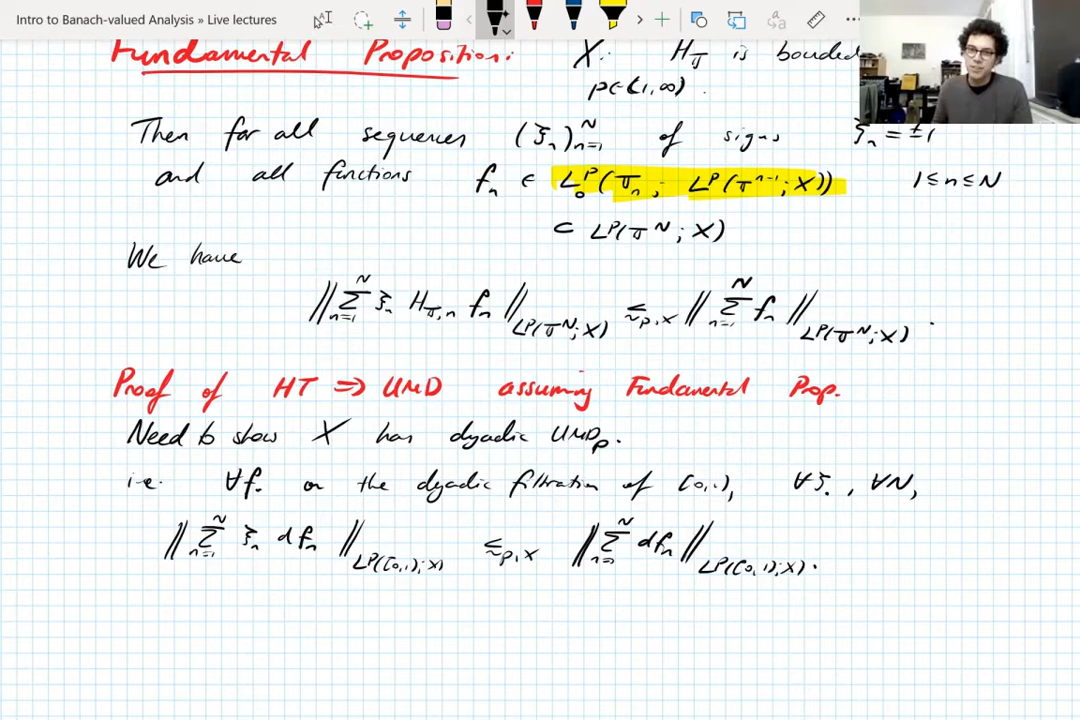 Intro to Banach-valued Analysis » Live lectures
Fundamental Proposition: X: H_𝕋 is bounded
p ∈ (1, ∞).
Then for all sequences (ξ_n)_{n=1}^N of signs ξ_n = ±1
and all functions f_n ∈ L_0^p(𝕋_n; L^p(𝕋^{n-1}; X)) 1 ≤ n ≤ N
⊂ L^p(𝕋^N; X)
We have
‖ ∑_{n=1}^N ξ_n H_{𝕋,n} f_n ‖_{L^p(𝕋^N; X)} ≲_{p,X} ‖ ∑_{n=1}^N f_n ‖_{L^p(𝕋^N; X)}.
Proof of HT ⇒ UMD assuming Fundamental Prop.
Need to show X has dyadic UMD_p.
i.e. ∀f. on the dyadic filtration of [0,1), ∀ξ., ∀N,
‖ ∑_{n=1}^N ξ_n df_n ‖_{L^p([0,1);X)} ≲_{p,X} ‖ ∑_{n=1}^N df_n ‖_{L^p([0,1);X)}.